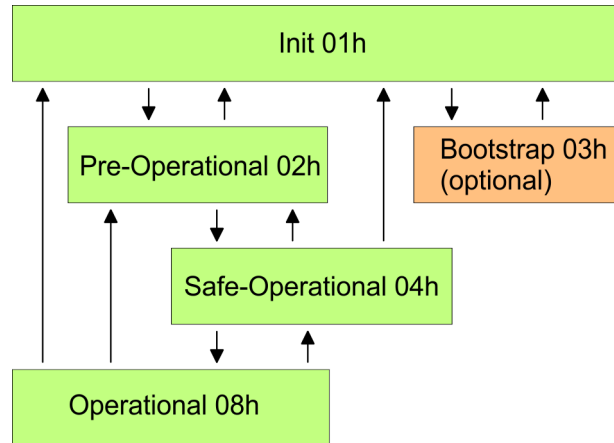 Init 01h
Pre-Operational 02h
Bootstrap 03h
(optional)
Safe-Operational 04h
Operational 08h